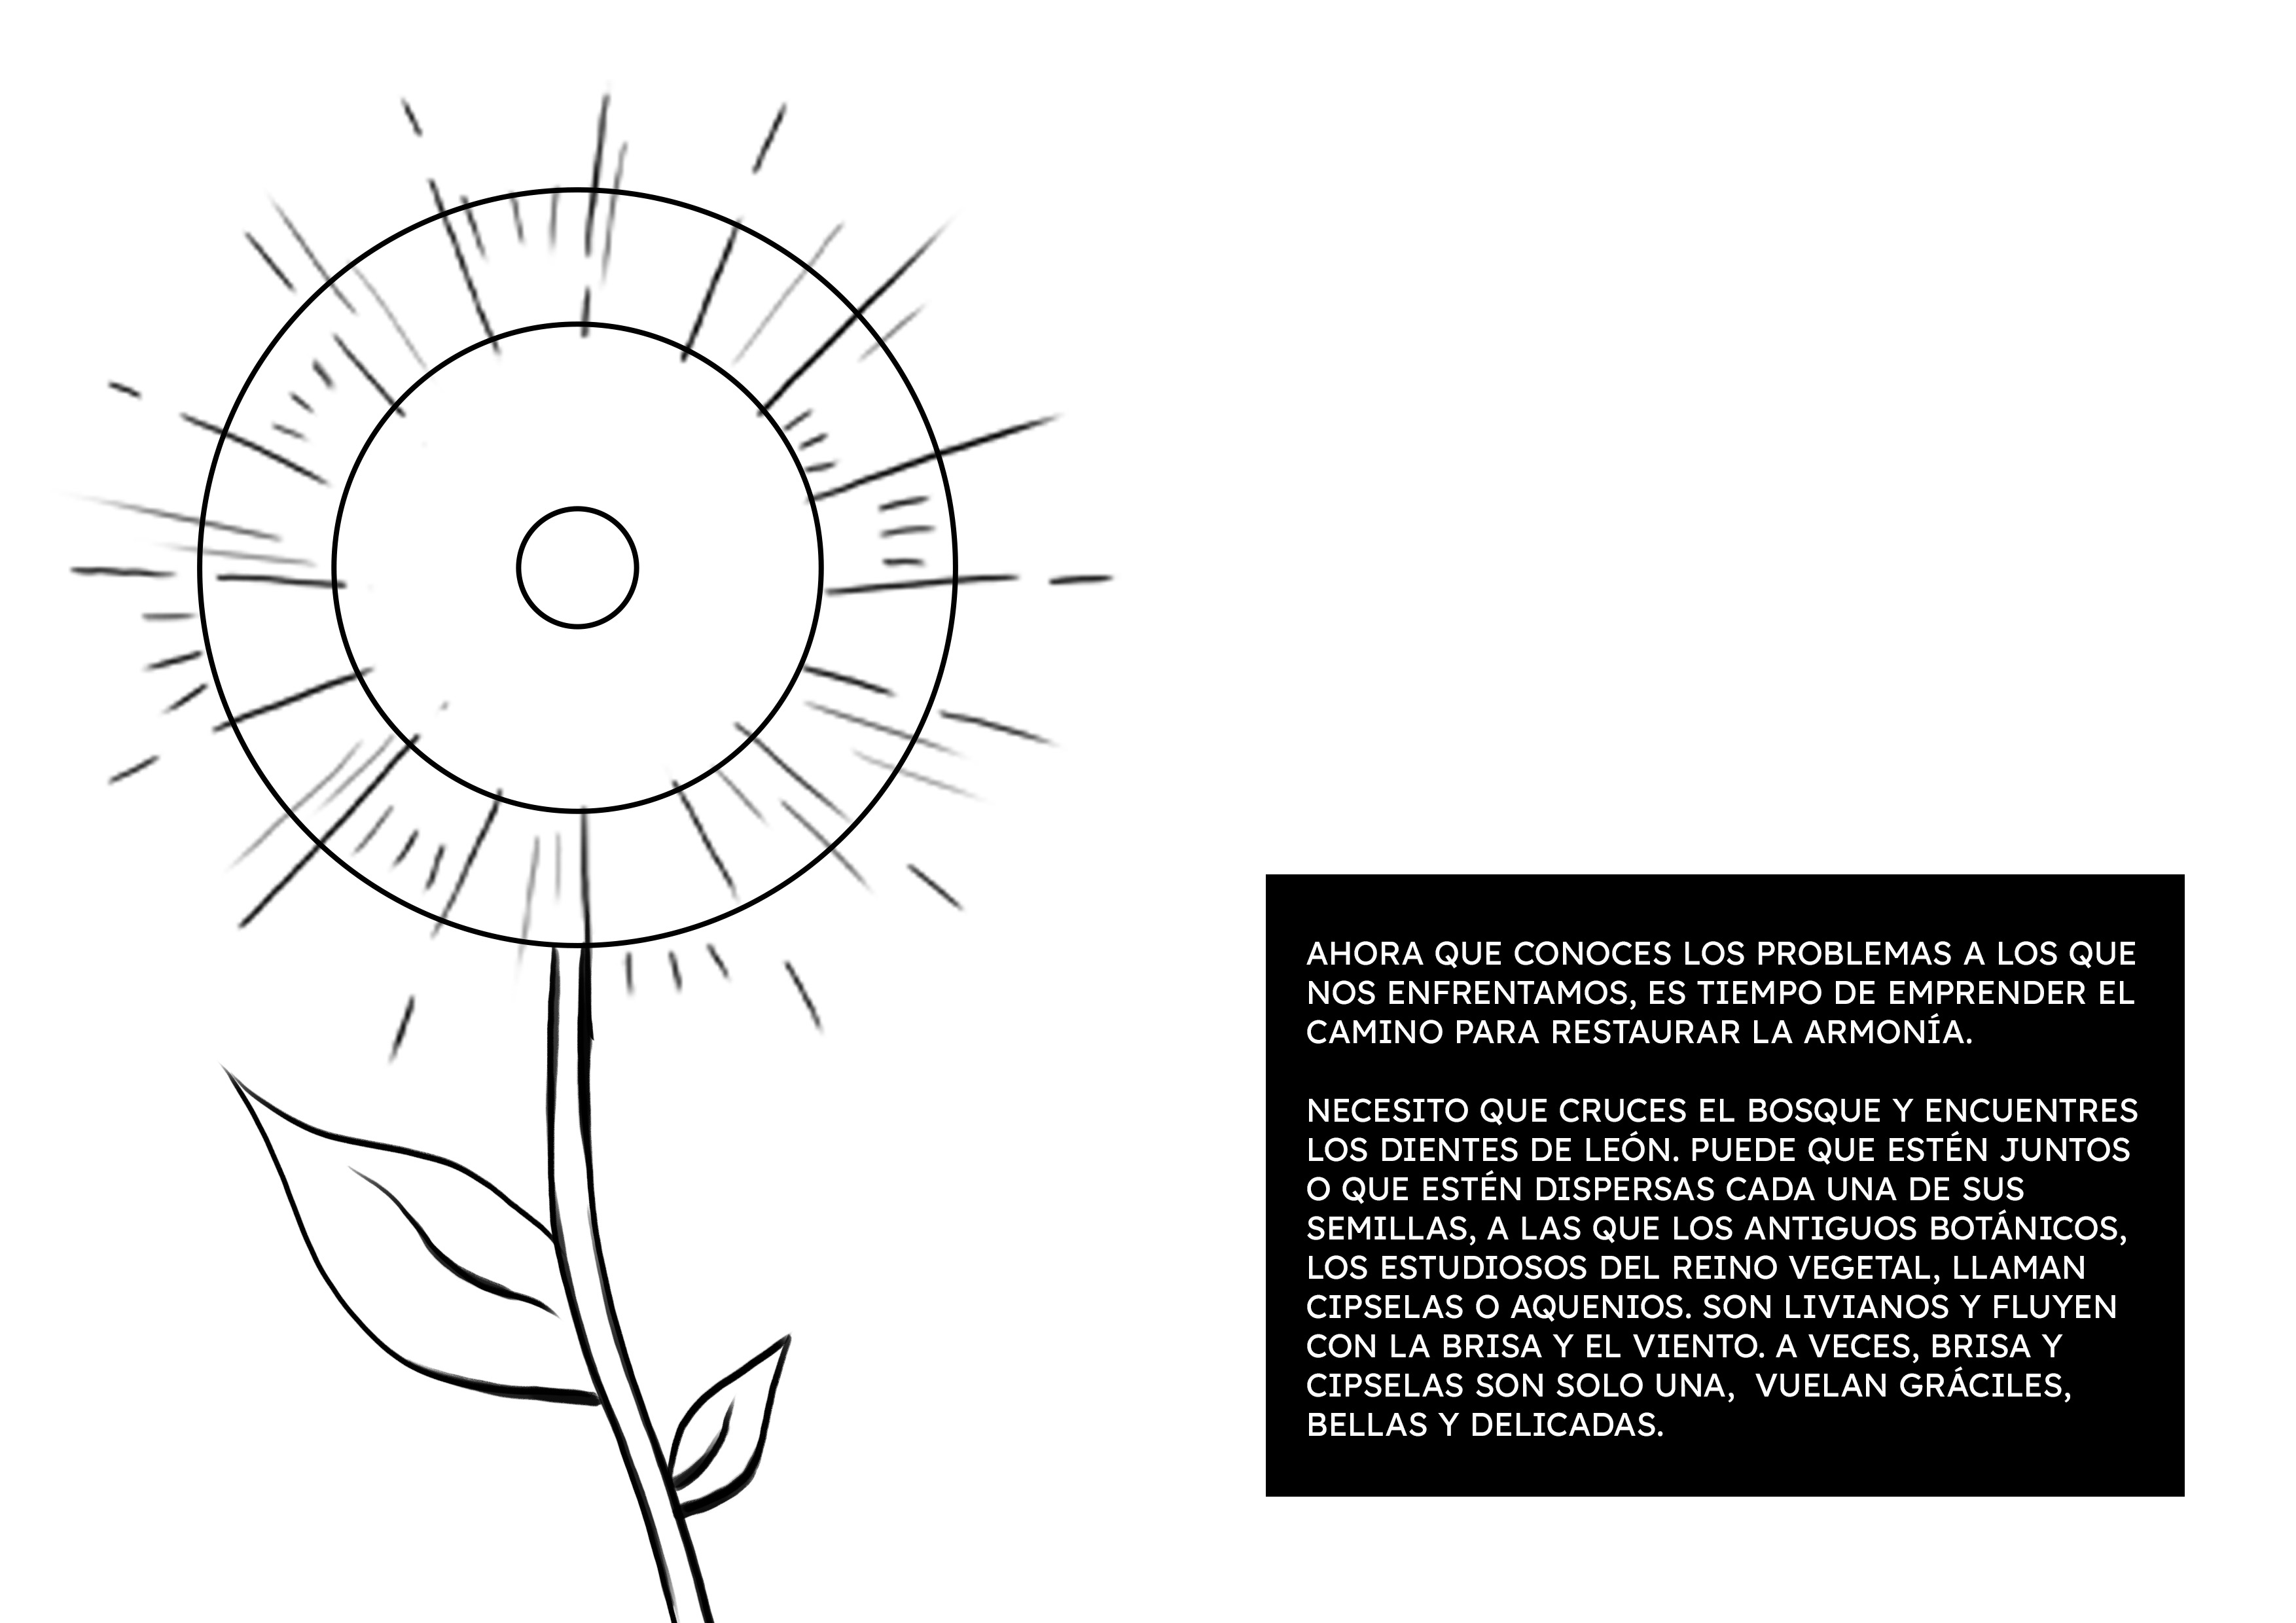 AHORA QUE CONOCES LOS PROBLEMAS A LOS QUE
NOS ENFRENTAMOS, ES TIEMPO DE EMPRENDER EL
CAMINO PARA RESTAURAR LA ARMONÍA.
NECESITO QUE CRUCES EL BOSQUE Y ENCUENTRES
LOS DIENTES DE LEÓN. PUEDE QUE ESTÉN JUNTOS
O QUE ESTÉN DISPERSAS CADA UNA DE SUS
SEMILLAS, A LAS QUE LOS ANTIGUOS BOTÁNICOS,
LOS ESTUDIOSOS DEL REINO VEGETAL, LLAMAN
CIPSELAS O AQUENIOS. SON LIVIANOS Y FLUYEN
CON LA BRISA Y EL VIENTO. A VECES, BRISA Y
CIPSELAS SON SOLO UNA,  VUELAN GRÁCILES,
BELLAS Y DELICADAS.